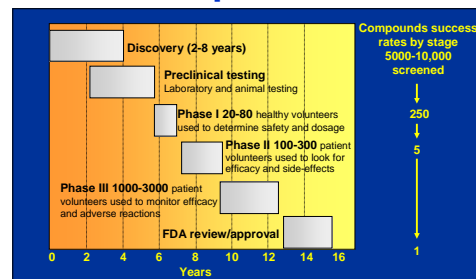 Compounds success
rates by stage
5000-10,000
screened
Discovery (2-8 years)
Preclinical testing
Laboratory and animal testing
Phase I 20-80 healthy volunteers
used to determine safety and dosage
250
Phase II 100-300 patient
volunteers used to look for
efficacy and side-effects
5
Phase III 1000-3000 patient
volunteers used to monitor efficacy
and adverse reactions
FDA review/approval
1
0 2 4 6 8 10 12 14 16
Years